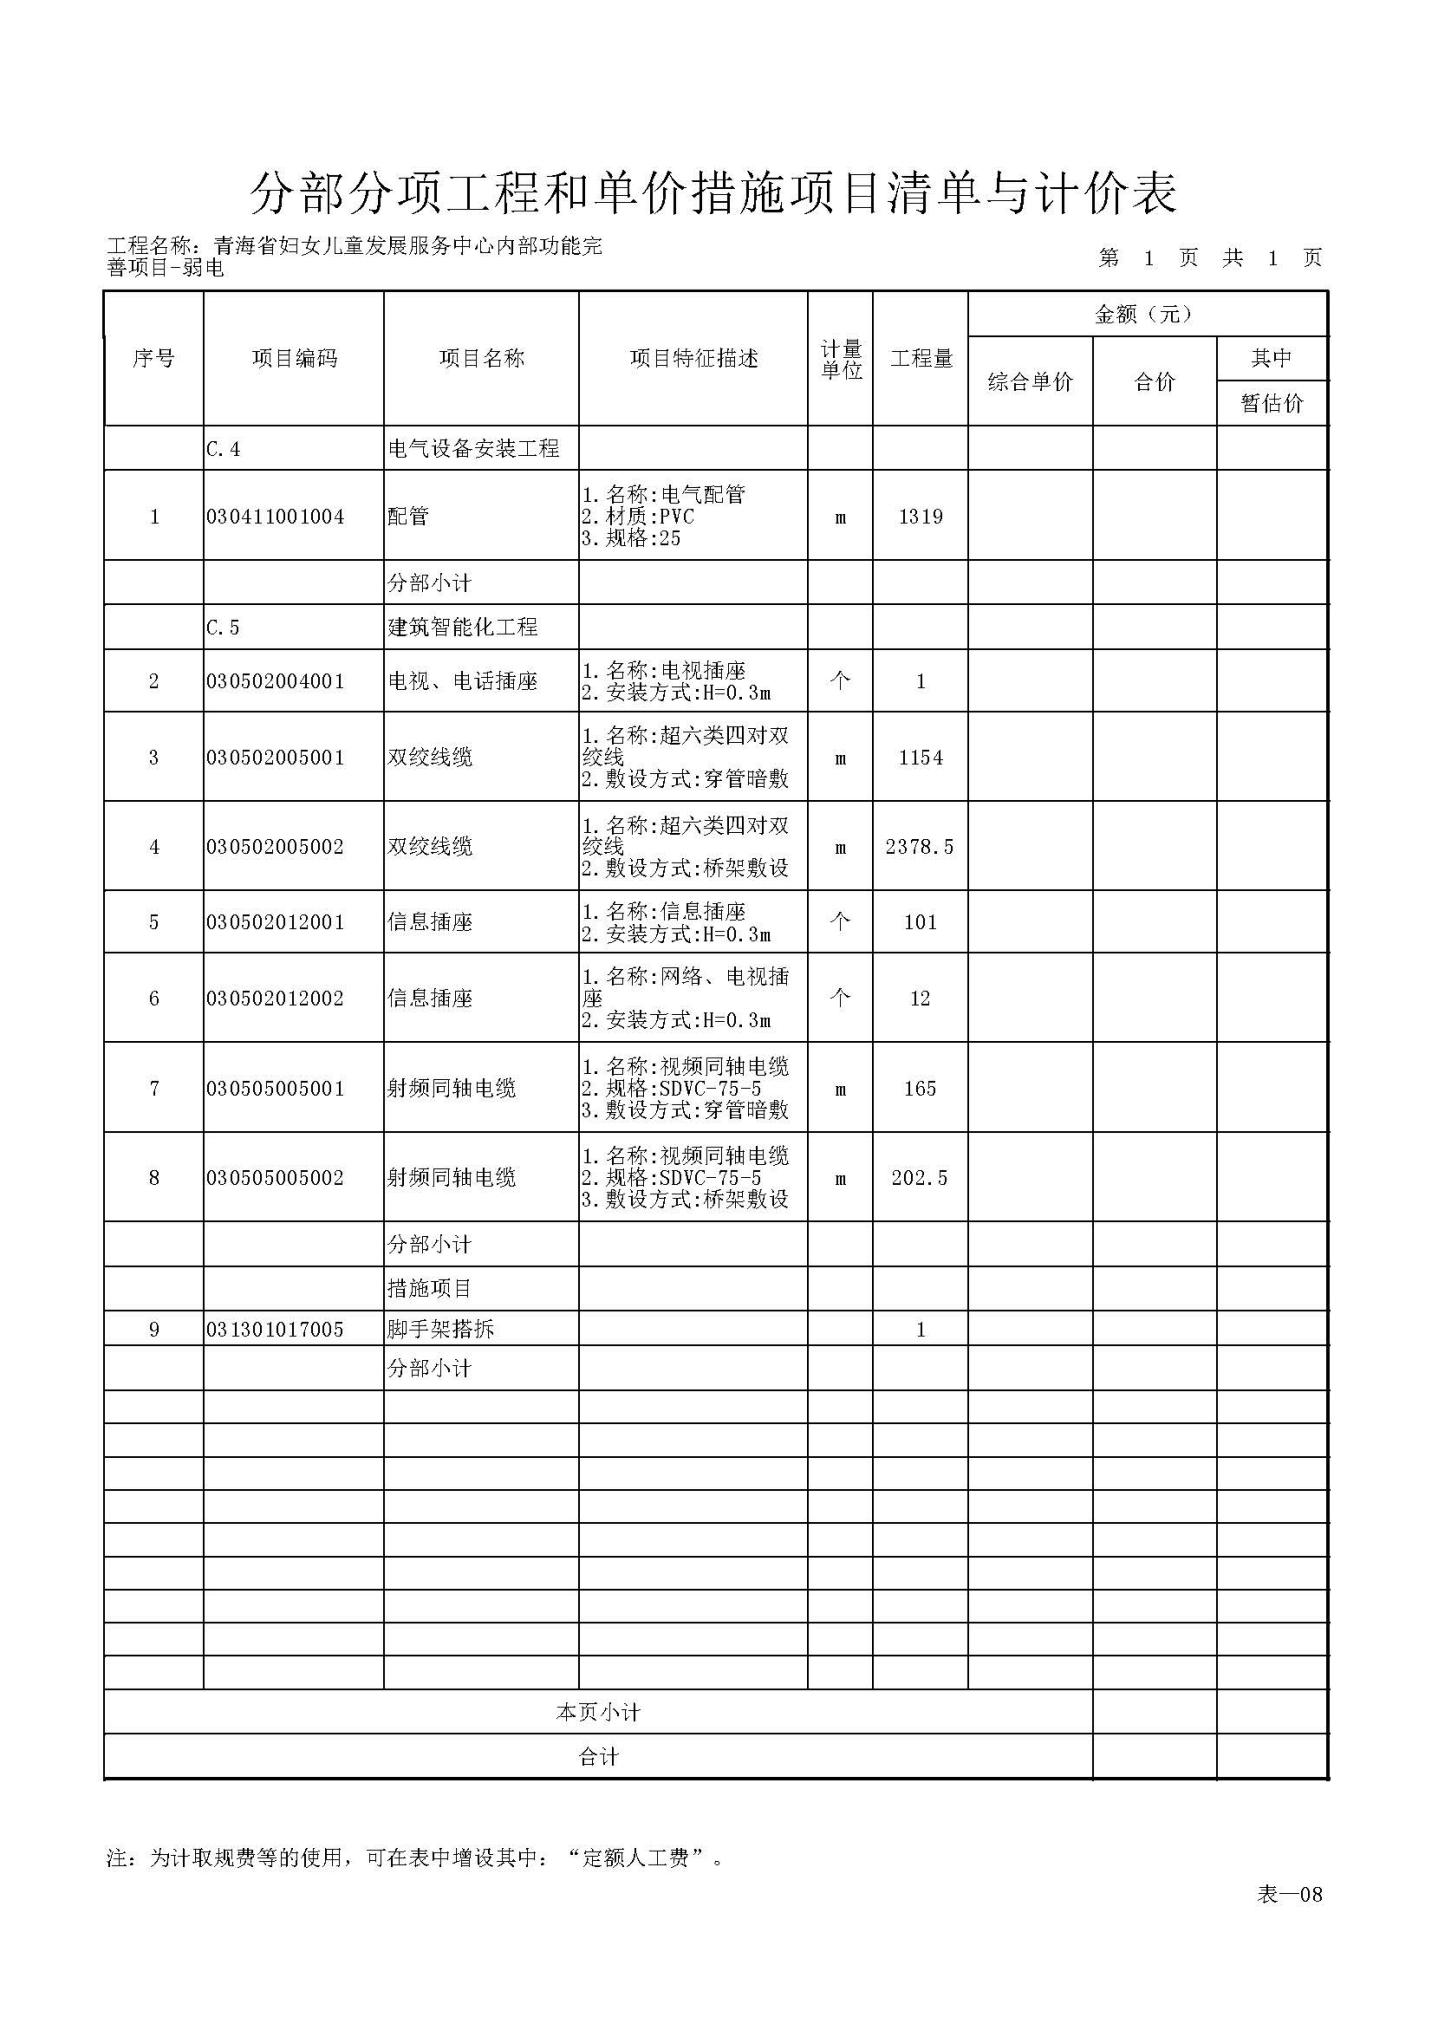 分部分项工程和单价措施项目清单与计价表
工程名称：青海省妇女儿童发展服务中心内部功能完
善项目-弱电
第 1 页 共 1 页
序号 项目编码 项目名称 项目特征描述 计量
单位 工程量 金额（元）
综合单价 合价 其中
暂估价
C.4 电气设备安装工程
1 030411001004 配管 1.名称:电气配管
2.材质:PVC
3.规格:25 m 1319
分部小计
C.5 建筑智能化工程
2 030502004001 电视、电话插座 1.名称:电视插座
2.安装方式:H=0.3m 个 1
3 030502005001 双绞线缆 1.名称:超六类四对双
绞线
2.敷设方式:穿管暗敷 m 1154
4 030502005002 双绞线缆 1.名称:超六类四对双
绞线
2.敷设方式:桥架敷设 m 2378.5
5 030502012001 信息插座 1.名称:信息插座
2.安装方式:H=0.3m 个 101
6 030502012002 信息插座 1.名称:网络、电视插
座
2.安装方式:H=0.3m 个 12
7 030505005001 射频同轴电缆 1.名称:视频同轴电缆
2.规格:SDVC-75-5
3.敷设方式:穿管暗敷 m 165
8 030505005002 射频同轴电缆 1.名称:视频同轴电缆
2.规格:SDVC-75-5
3.敷设方式:桥架敷设 m 202.5
分部小计
措施项目
9 031301017005 脚手架搭拆 1
分部小计
本页小计
合计
注：为计取规费等的使用，可在表中增设其中：“定额人工费”。
表—08